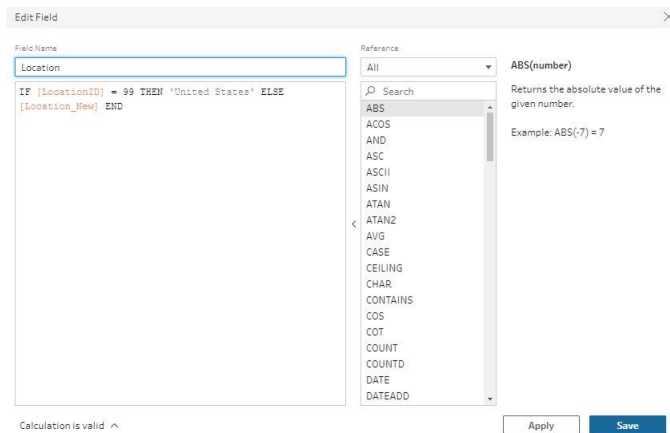 Edit Field
Field Name
Location
IF [LocationID] = 99 THEN 'United States' ELSE
[Location_New] END
Reference
All
Search
ABS
ACOS
AND
ASC
ASCII
ASIN
ATAN
ATAN2
AVG
CASE
CEILING
CHAR
CONTAINS
COS
COT
COUNT
COUNTD
DATE
DATEADD
ABS(number)
Returns the absolute value of the
given number.
Example: ABS(-7) = 7
Calculation is valid
Apply
Save